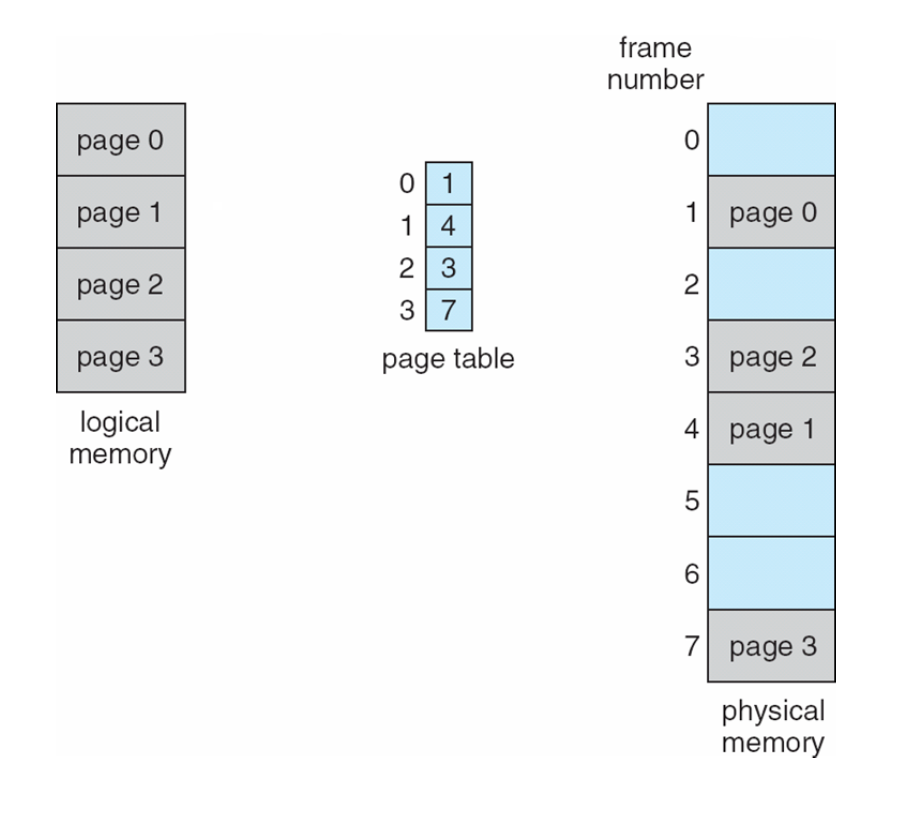 page 0
page 1
page 2
page 3
logical
memory
0 1
1 4
2 3
3 7
page table
frame
number
0
1 page 0
2
3 page 2
4 page 1
5
6
7 page 3
physical
memory